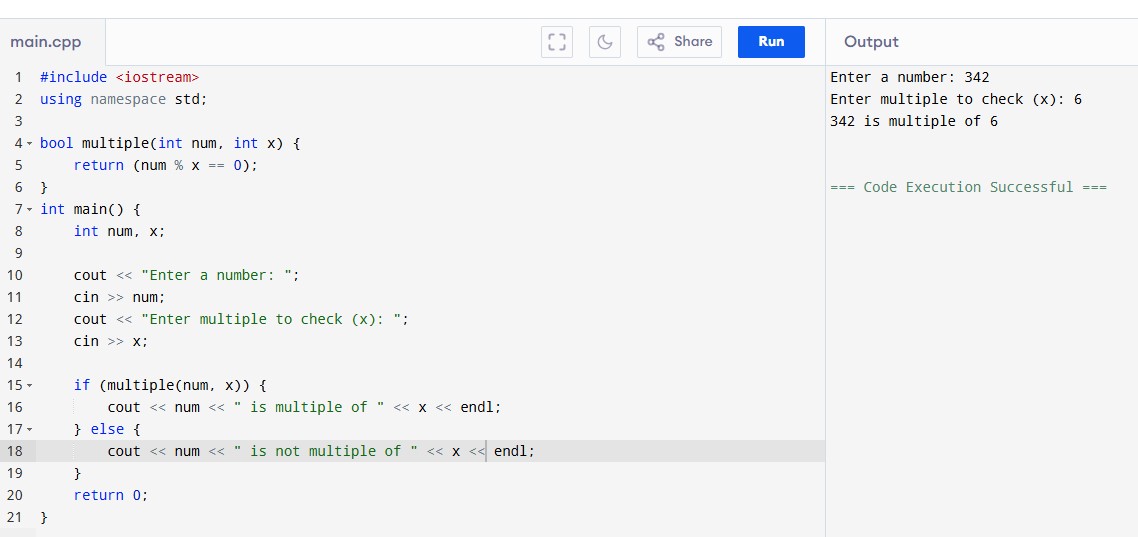 main.cpp
Share
Run
Output
1 #include <iostream>
2 using namespace std;
3
4 bool multiple(int num, int x) {
5     return (num % x == 0);
6 }
7 int main() {
8     int num, x;
9
10     cout << "Enter a number: ";
11     cin >> num;
12     cout << "Enter multiple to check (x): ";
13     cin >> x;
14
15     if (multiple(num, x)) {
16         cout << num << " is multiple of " << x << endl;
17     } else {
18         cout << num << " is not multiple of " << x << endl;
19     }
20     return 0;
21 }
Enter a number: 342
Enter multiple to check (x): 6
342 is multiple of 6
=== Code Execution Successful ===